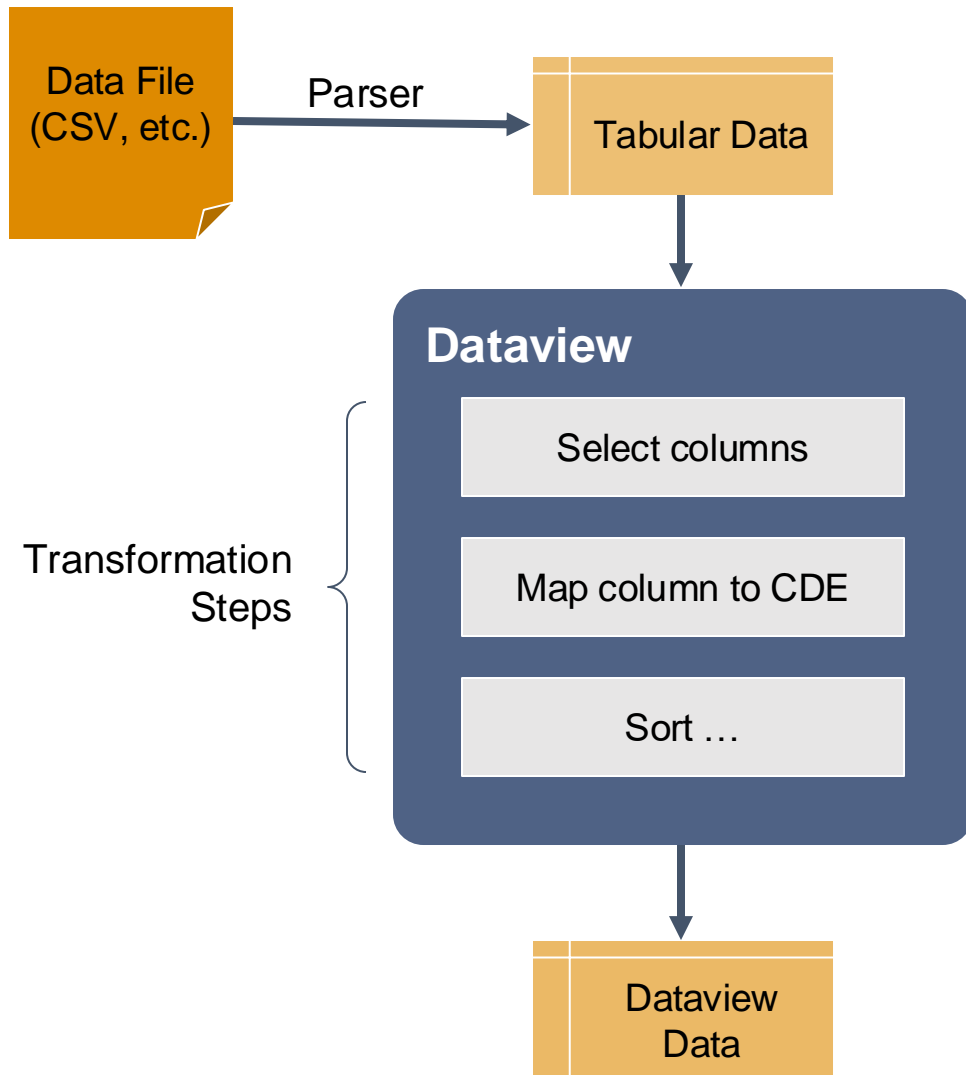 Data File
(CSV, etc.)
Parser
Tabular Data
Dataview
Select columns
Transformation
Steps
Map column to CDE
Sort …
Dataview
Data